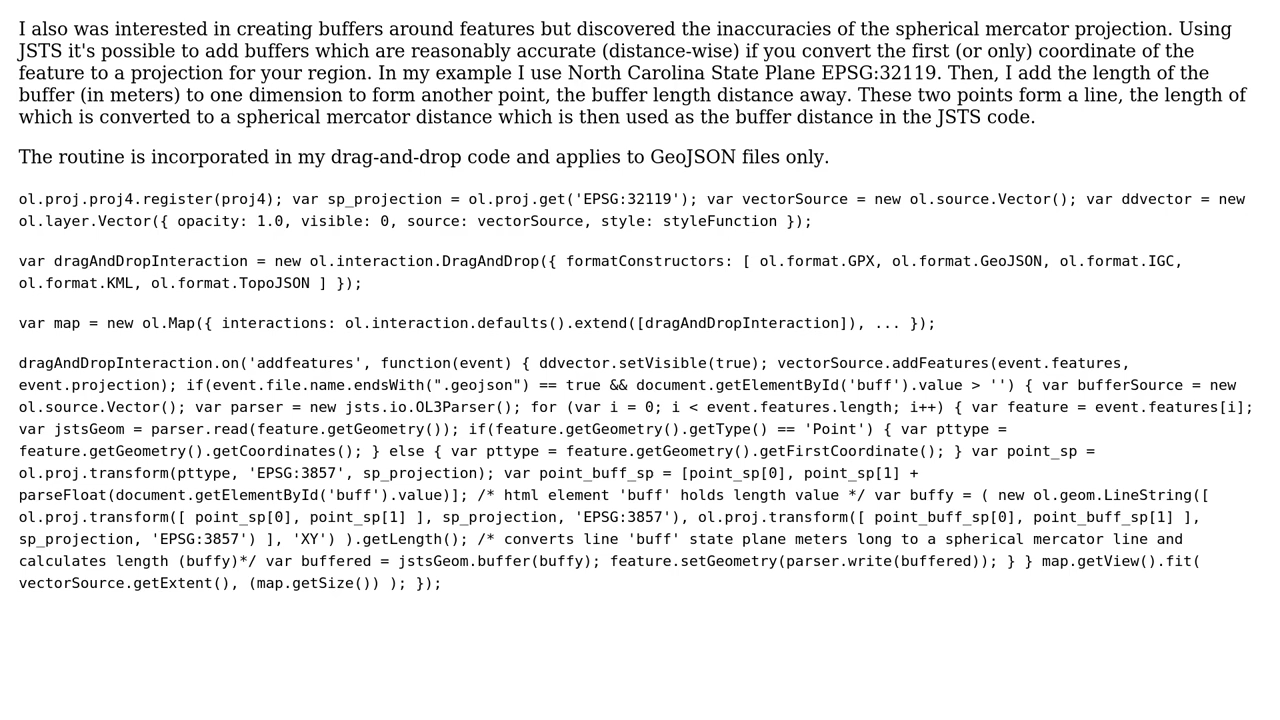 I also was interested in creating buffers around features but discovered the inaccuracies of the spherical mercator projection. Using
JSTS it's possible to add buffers which are reasonably accurate (distance-wise) if you convert the first (or only) coordinate of the
feature to a projection for your region. In my example I use North Carolina State Plane EPSG:32119. Then, I add the length of the
buffer (in meters) to one dimension to form another point, the buffer length distance away. These two points form a line, the length of
which is converted to a spherical mercator distance which is then used as the buffer distance in the JSTS code.
The routine is incorporated in my drag-and-drop code and applies to GeoJSON files only.
ol.proj.proj4.register(proj4); var sp_projection = ol.proj.get('EPSG:32119'); var vectorSource = new ol.source.Vector(); var ddvector = new
ol.layer.Vector({ opacity: 1.0, visible: 0, source: vectorSource, style: styleFunction });
var dragAndDropInteraction = new ol.interaction.DragAndDrop({ formatConstructors: [ ol.format.GPX, ol.format.GeoJSON, ol.format.IGC,
ol.format.KML, ol.format.TopoJSON ] });
var map = new ol.Map({ interactions: ol.interaction.defaults().extend([dragAndDropInteraction]), ... });
dragAndDropInteraction.on('addfeatures', function(event) { ddvector.setVisible(true); vectorSource.addFeatures(event.features,
event.projection); if(event.file.name.endsWith(".geojson") == true && document.getElementById('buff').value > '') { var bufferSource = new
ol.source.Vector(); var parser = new jsts.io.OL3Parser(); for (var i = 0; i < event.features.length; i++) { var feature = event.features[i];
var jstsGeom = parser.read(feature.getGeometry()); if(feature.getGeometry().getType() == 'Point') { var pttype =
feature.getGeometry().getCoordinates(); } else { var pttype = feature.getGeometry().getFirstCoordinate(); } var point_sp =
ol.proj.transform(pttype, 'EPSG:3857', sp_projection); var point_buff_sp = [point_sp[0], point_sp[1] +
parseFloat(document.getElementById('buff').value)]; /* html element 'buff' holds length value */ var buffy = ( new ol.geom.LineString([
ol.proj.transform([ point_sp[0], point_sp[1] ], sp_projection, 'EPSG:3857'), ol.proj.transform([ point_buff_sp[0], point_buff_sp[1] ],
sp_projection, 'EPSG:3857') ], 'XY') ).getLength(); /* converts line 'buff' state plane meters long to a spherical mercator line and
calculates length (buffy)*/ var buffered = jstsGeom.buffer(buffy); feature.setGeometry(parser.write(buffered)); } } map.getView().fit(
vectorSource.getExtent(), (map.getSize()) ); });